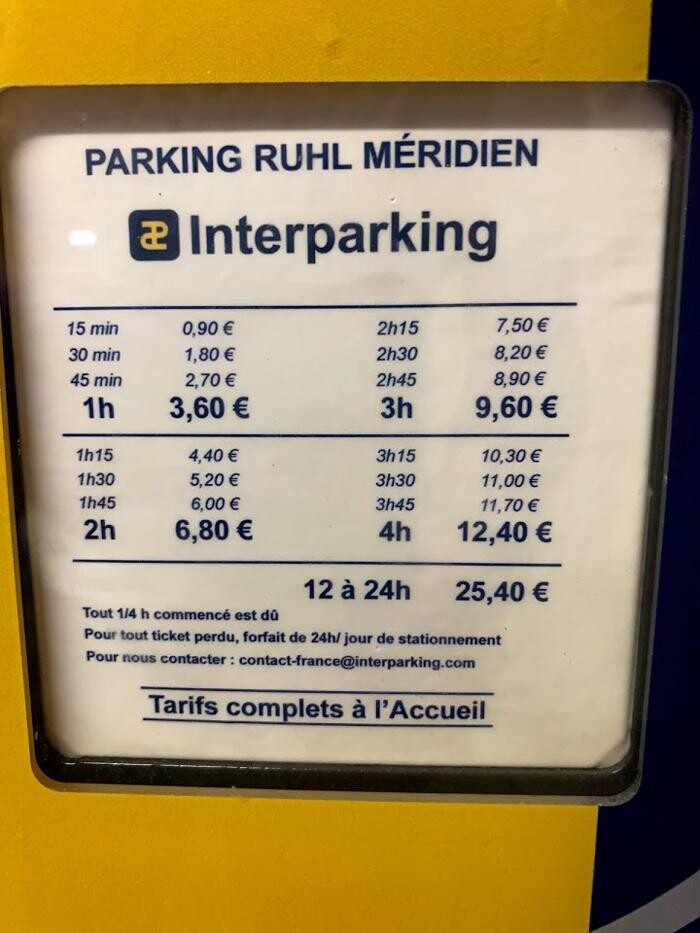 PARKING RUHL MÉRIDIEN
Interparking
15 min 0,90 € 2h15 7,50 €
30 min 1,80 € 2h30 8,20 €
45 min 2,70 € 2h45 8,90 €
1h 3,60 € 3h 9,60 €
1h15 4,40 € 3h15 10,30 €
1h30 5,20 € 3h30 11,00 €
1h45 6,00 € 3h45 11,70 €
2h 6,80 € 4h 12,40 €
12 à 24h 25,40 €
Tout 1/4 h commencé est dû
Pour tout ticket perdu, forfait de 24h/ jour de stationnement
Pour nous contacter : contact-france@interparking.com
Tarifs complets à l'Accueil